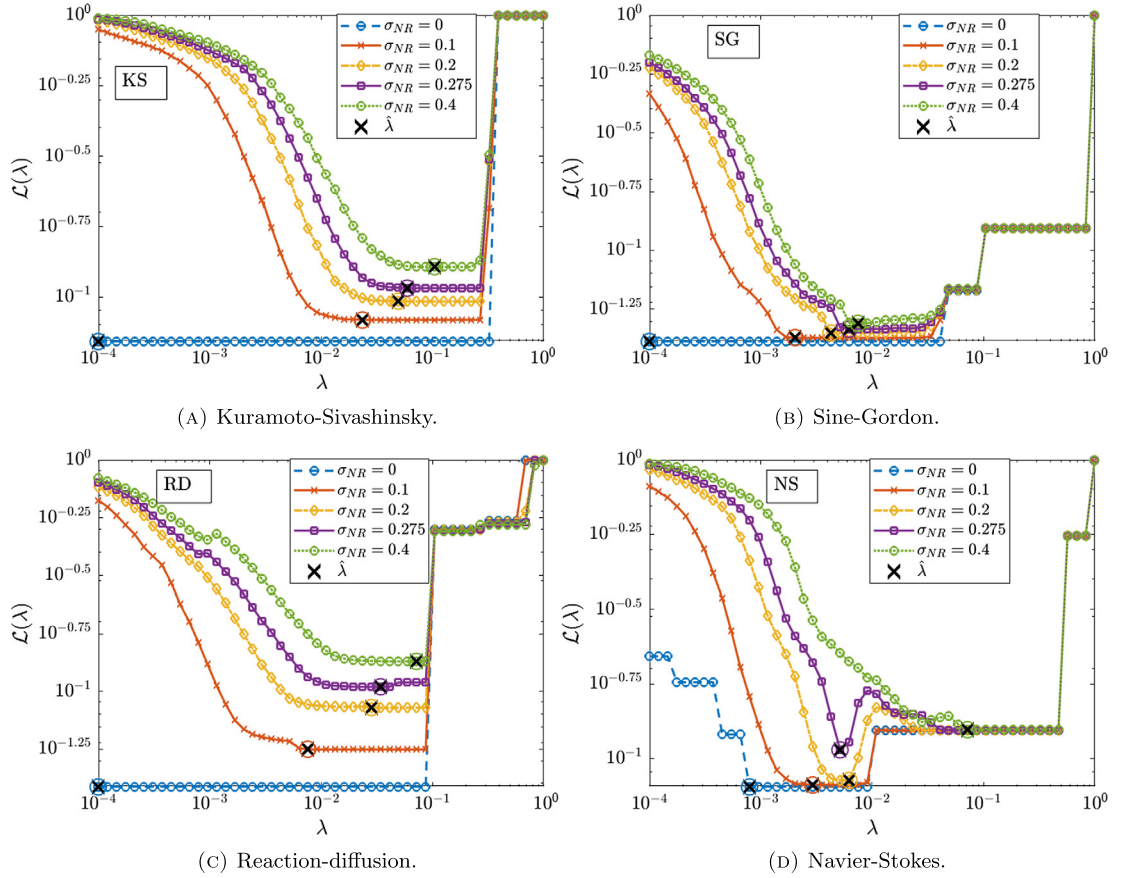 10^0
10^-0.25
10^-0.5
10^-0.75
10^-1
L(λ)
KS
σ_NR = 0
σ_NR = 0.1
σ_NR = 0.2
σ_NR = 0.275
σ_NR = 0.4
λ̂
10^-4 10^-3 10^-2 10^-1 10^0
λ
(A) Kuramoto-Sivashinsky.
10^0
10^-0.25
10^-0.5
10^-0.75
10^-1
10^-1.25
L(λ)
SG
σ_NR = 0
σ_NR = 0.1
σ_NR = 0.2
σ_NR = 0.275
σ_NR = 0.4
λ̂
10^-4 10^-3 10^-2 10^-1 10^0
λ
(B) Sine-Gordon.
10^0
10^-0.25
10^-0.5
10^-0.75
10^-1
10^-1.25
L(λ)
RD
σ_NR = 0
σ_NR = 0.1
σ_NR = 0.2
σ_NR = 0.275
σ_NR = 0.4
λ̂
10^-4 10^-3 10^-2 10^-1 10^0
λ
(C) Reaction-diffusion.
10^0
10^-0.25
10^-0.5
10^-0.75
10^-1
L(λ)
NS
σ_NR = 0
σ_NR = 0.1
σ_NR = 0.2
σ_NR = 0.275
σ_NR = 0.4
λ̂
10^-4 10^-3 10^-2 10^-1 10^0
λ
(D) Navier-Stokes.